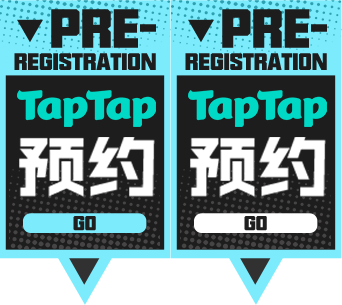 PRE-
REGISTRATION
TapTap
预约
GO
PRE-
REGISTRATION
TapTap
预约
GO